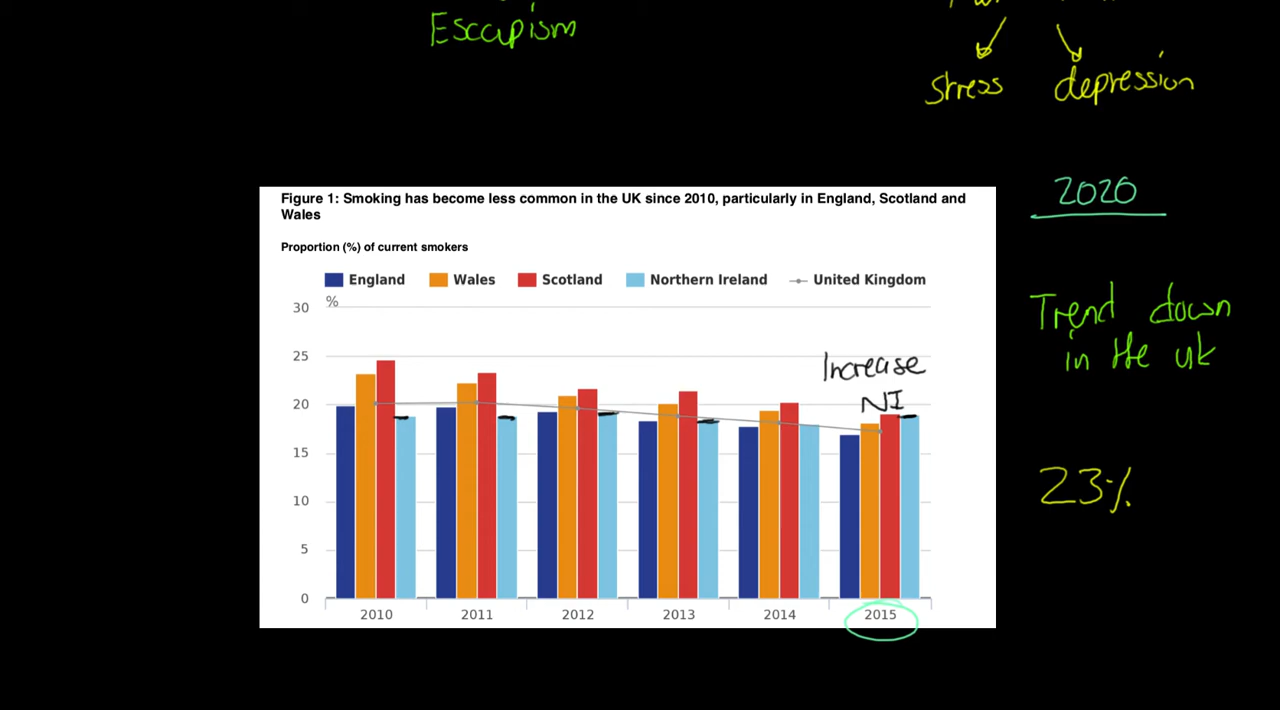 Escapism
stress depression
2020
Figure 1: Smoking has become less common in the UK since 2010, particularly in England, Scotland and
Wales
Proportion (%) of current smokers
England Wales Scotland Northern Ireland United Kingdom
%
30
25
20
15
10
5
0
2010 2011 2012 2013 2014 2015
Increase
NI
Trend down
in the uk
23%